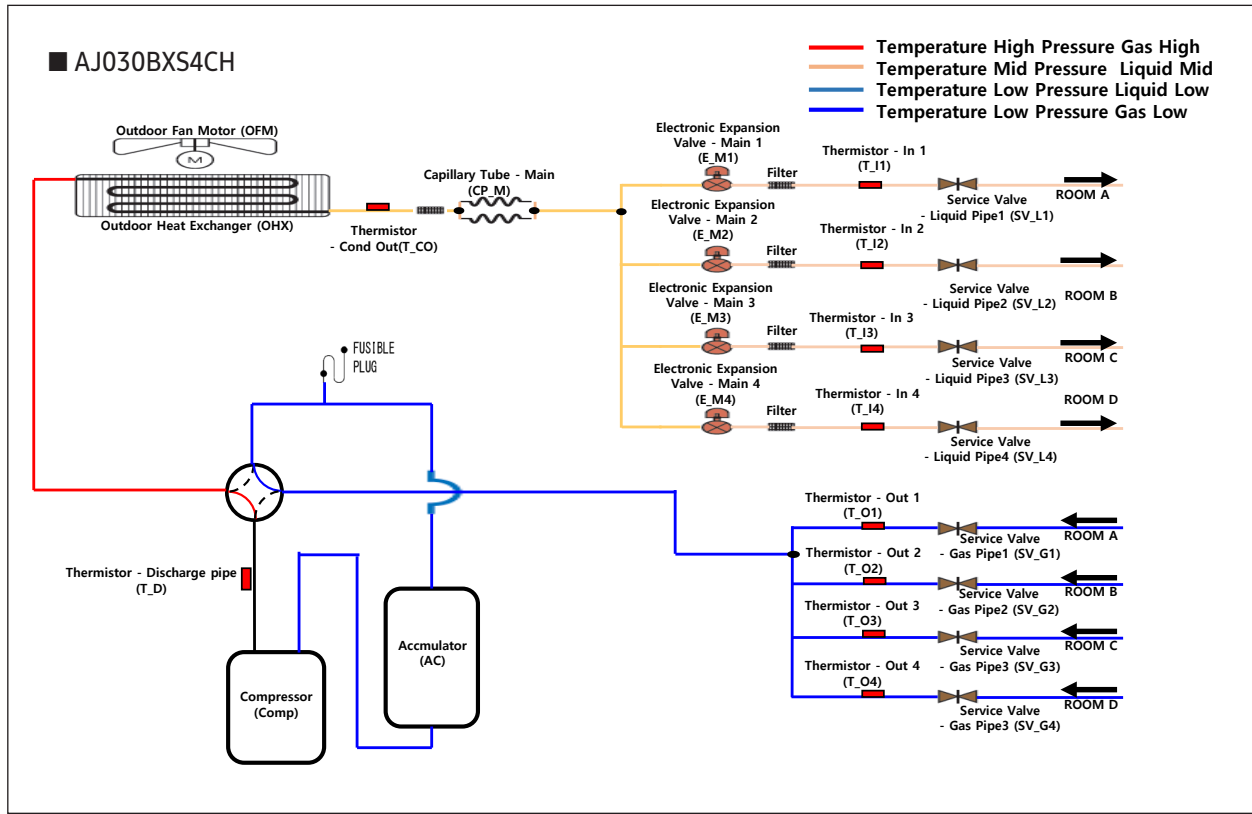 ■ AJ030BXS4CH
Temperature High Pressure Gas High
Temperature Mid Pressure Liquid Mid
Temperature Low Pressure Liquid Low
Temperature Low Pressure Gas Low
Outdoor Fan Motor (OFM)
M
Outdoor Heat Exchanger (OHX)
Thermistor
- Cond Out(T_CO)
Capillary Tube - Main
(CP_M)
Electronic Expansion
Valve - Main 1
(E_M1)
Filter
Thermistor - In 1
(T_I1)
Service Valve
- Liquid Pipe1 (SV_L1)
ROOM A
Electronic Expansion
Valve - Main 2
(E_M2)
Filter
Thermistor - In 2
(T_I2)
Service Valve
- Liquid Pipe2 (SV_L2)
ROOM B
Electronic Expansion
Valve - Main 3
(E_M3)
Filter
Thermistor - In 3
(T_I3)
Service Valve
- Liquid Pipe3 (SV_L3)
ROOM C
Electronic Expansion
Valve - Main 4
(E_M4)
Filter
Thermistor - In 4
(T_I4)
Service Valve
- Liquid Pipe4 (SV_L4)
ROOM D
FUSIBLE
PLUG
Thermistor - Discharge pipe
(T_D)
Compressor
(Comp)
Accmulator
(AC)
Thermistor - Out 1
(T_O1)
Service Valve
- Gas Pipe1 (SV_G1)
ROOM A
Thermistor - Out 2
(T_O2)
Service Valve
- Gas Pipe2 (SV_G2)
ROOM B
Thermistor - Out 3
(T_O3)
Service Valve
- Gas Pipe3 (SV_G3)
ROOM C
Thermistor - Out 4
(T_O4)
Service Valve
- Gas Pipe3 (SV_G4)
ROOM D